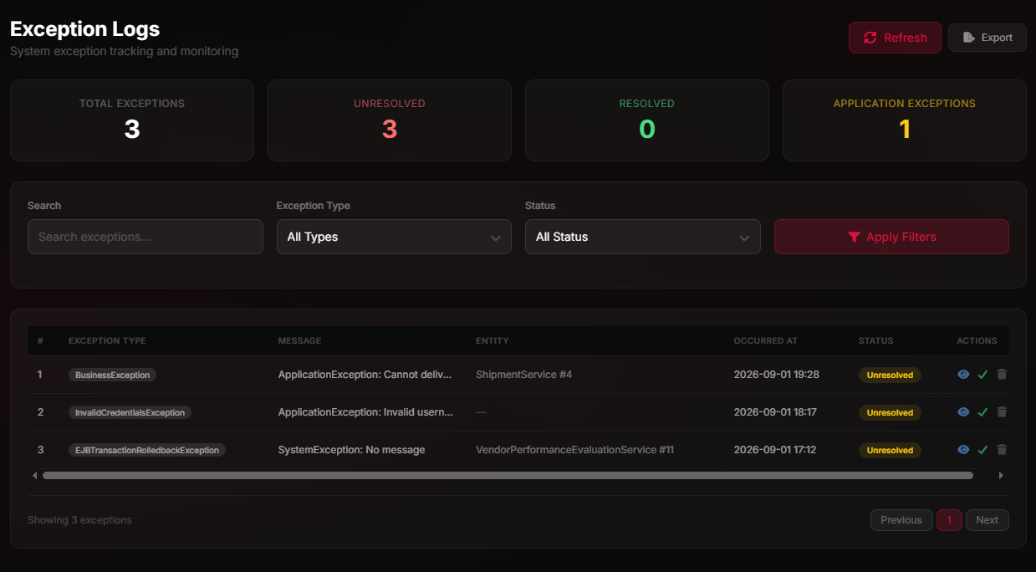 Exception Logs
System exception tracking and monitoring
Refresh
Export
TOTAL EXCEPTIONS
3
UNRESOLVED
3
RESOLVED
0
APPLICATION EXCEPTIONS
1
Search
Exception Type
Status
Search exceptions...
All Types
All Status
Apply Filters
# EXCEPTION TYPE MESSAGE ENTITY OCCURRED AT STATUS ACTIONS
1 BusinessException ApplicationException: Cannot deliv... ShipmentService #4 2026-09-01 19:28 Unresolved
2 InvalidCredentialsException ApplicationException: Invalid usern... — 2026-09-01 18:17 Unresolved
3 EJBTransactionRolledbackException SystemException: No message VendorPerformanceEvaluationService #11 2026-09-01 17:12 Unresolved
Showing 3 exceptions
Previous 1 Next